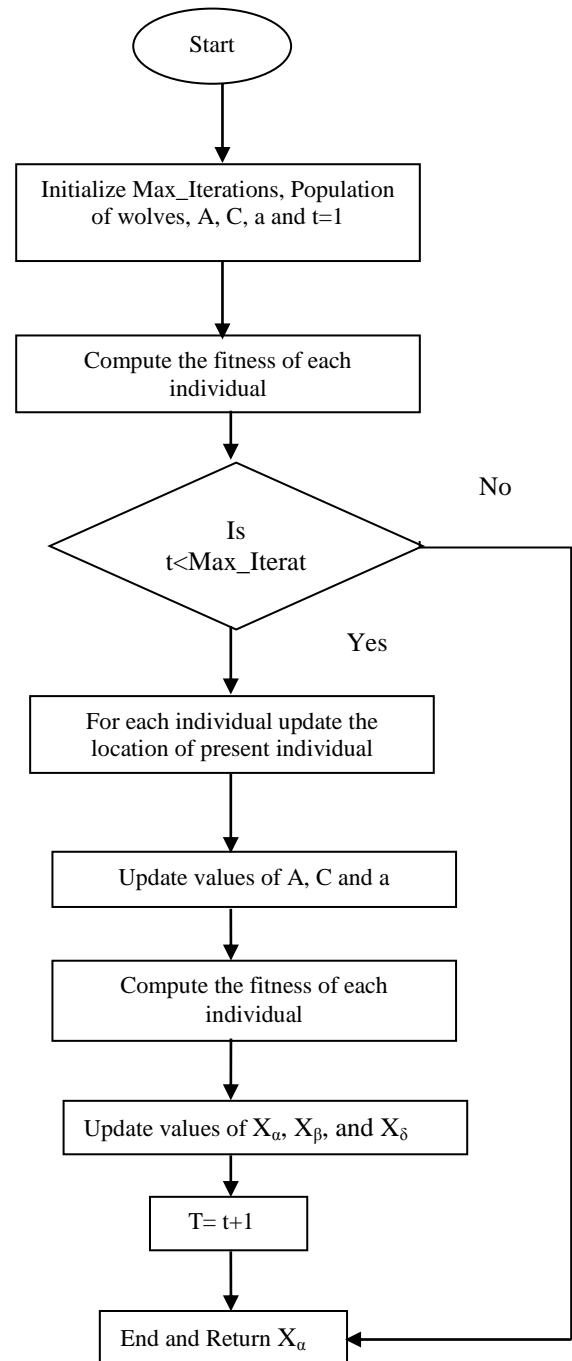 Start
Initialize Max_Iterations, Population
of wolves, A, C, a and t=1
Compute the fitness of each
individual
No
Is
t<Max_Iterat
Yes
For each individual update the
location of present individual
Update values of A, C and a
Compute the fitness of each
individual
Update values of Xα, Xβ, and Xδ
T= t+1
End and Return Xα